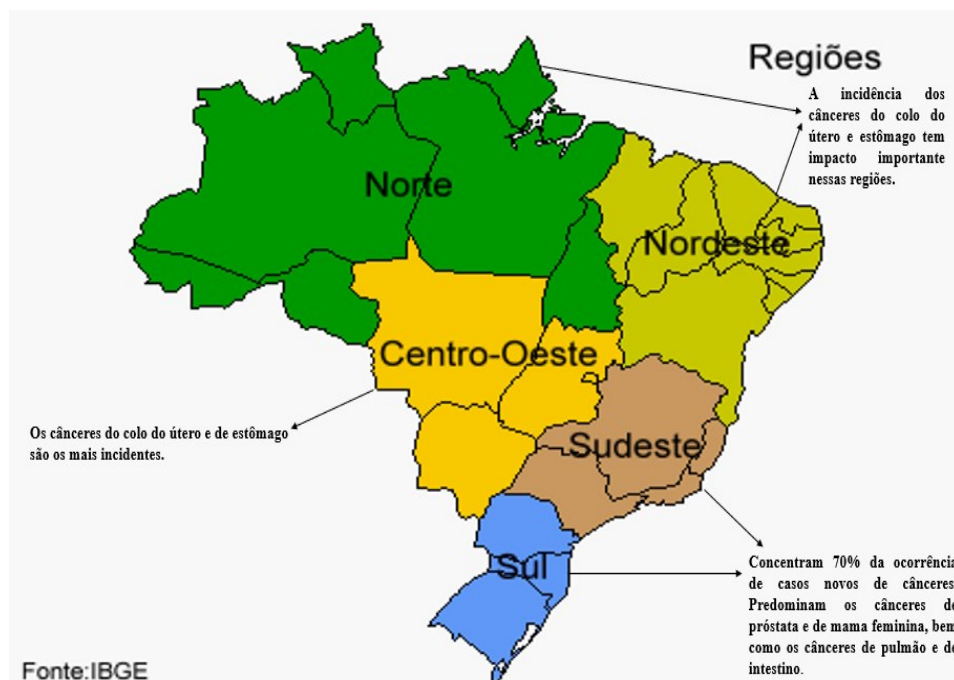 Regiões
A incidência dos
cânceres do colo do
útero e estômago tem
impacto importante
nessas regiões.
Norte
Nordeste
Centro-Oeste
Os cânceres do colo do útero e de estômago
são os mais incidentes.
Sudeste
Sul
Concentram 70% da ocorrência
de casos novos de cânceres
Predominam os cânceres de
próstata e de mama feminina, bem
como os cânceres de pulmão e de
intestino.
Fonte:IBGE